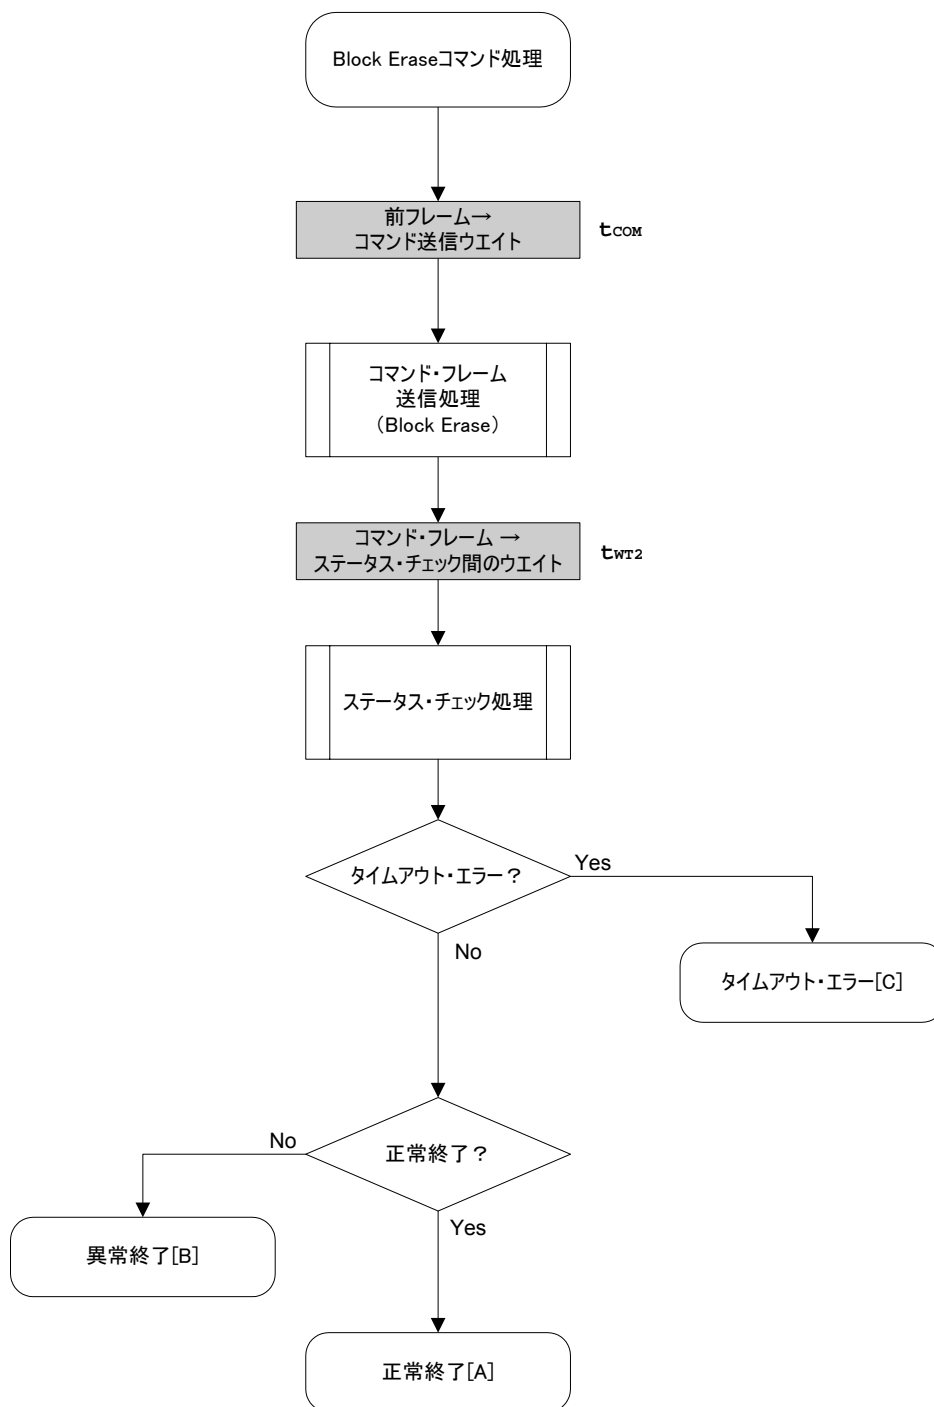 Block Eraseコマンド処理
前フレーム→
コマンド送信ウエイト
tCOM
コマンド・フレーム
送信処理
（Block Erase）
コマンド・フレーム →
ステータス・チェック間のウエイト
tWT2
ステータス・チェック処理
タイムアウト・エラー？
Yes
No
タイムアウト・エラー[C]
正常終了？
No
Yes
異常終了[B]
正常終了[A]